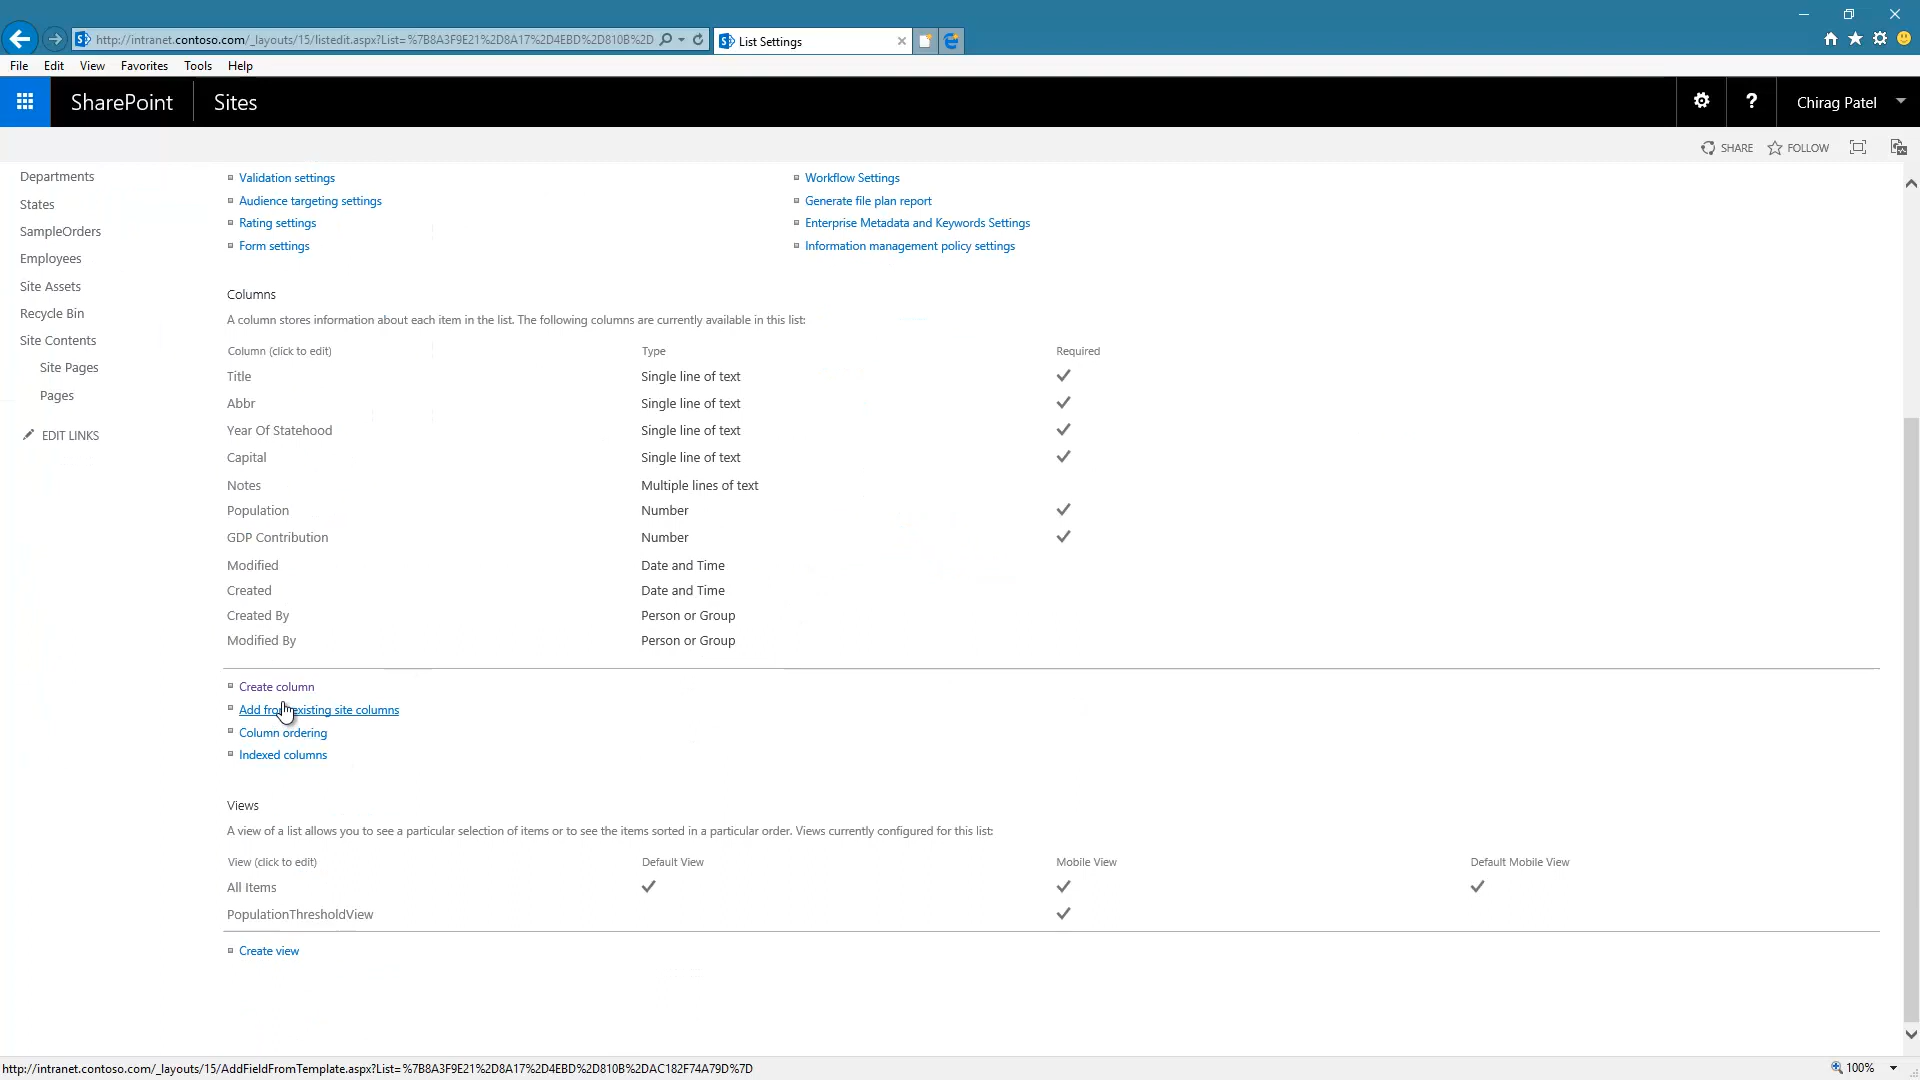 http://intranet.contoso.com/_layouts/15/listedit.aspx?List=%7B8A3F9E21%2D8A17%2D4EBD%2D810B%2D
List Settings
File Edit View Favorites Tools Help
SharePoint Sites
? Chirag Patel
SHARE FOLLOW
Departments
States
SampleOrders
Employees
Site Assets
Recycle Bin
Site Contents
Site Pages
Pages
EDIT LINKS
Validation settings
Audience targeting settings
Rating settings
Form settings
Workflow Settings
Generate file plan report
Enterprise Metadata and Keywords Settings
Information management policy settings
Columns
A column stores information about each item in the list. The following columns are currently available in this list:
Column (click to edit) Type Required
Title Single line of text
Abbr Single line of text
Year Of Statehood Single line of text
Capital Single line of text
Notes Multiple lines of text
Population Number
GDP Contribution Number
Modified Date and Time
Created Date and Time
Created By Person or Group
Modified By Person or Group
Create column
Add from existing site columns
Column ordering
Indexed columns
Views
A view of a list allows you to see a particular selection of items or to see the items sorted in a particular order. Views currently configured for this list:
View (click to edit) Default View Mobile View Default Mobile View
All Items
PopulationThresholdView
Create view
http://intranet.contoso.com/_layouts/15/AddFieldFromTemplate.aspx?List=%7B8A3F9E21%2D8A17%2D4EBD%2D810B%2DAC182F74A79D%7D
100%